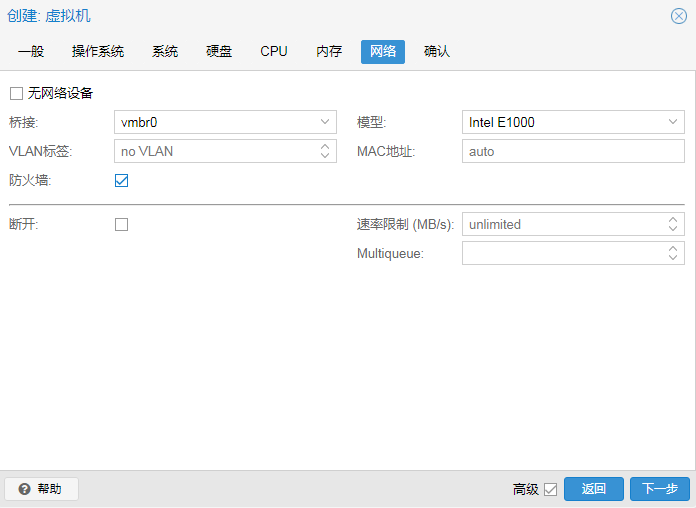 创建: 虚拟机
一般 操作系统 系统 硬盘 CPU 内存 网络 确认
无网络设备
桥接: vmbr0 模型: Intel E1000
VLAN标签: no VLAN MAC地址: auto
防火墙:
断开: 速率限制 (MB/s): unlimited
Multiqueue:
帮助 高级 返回 下一步